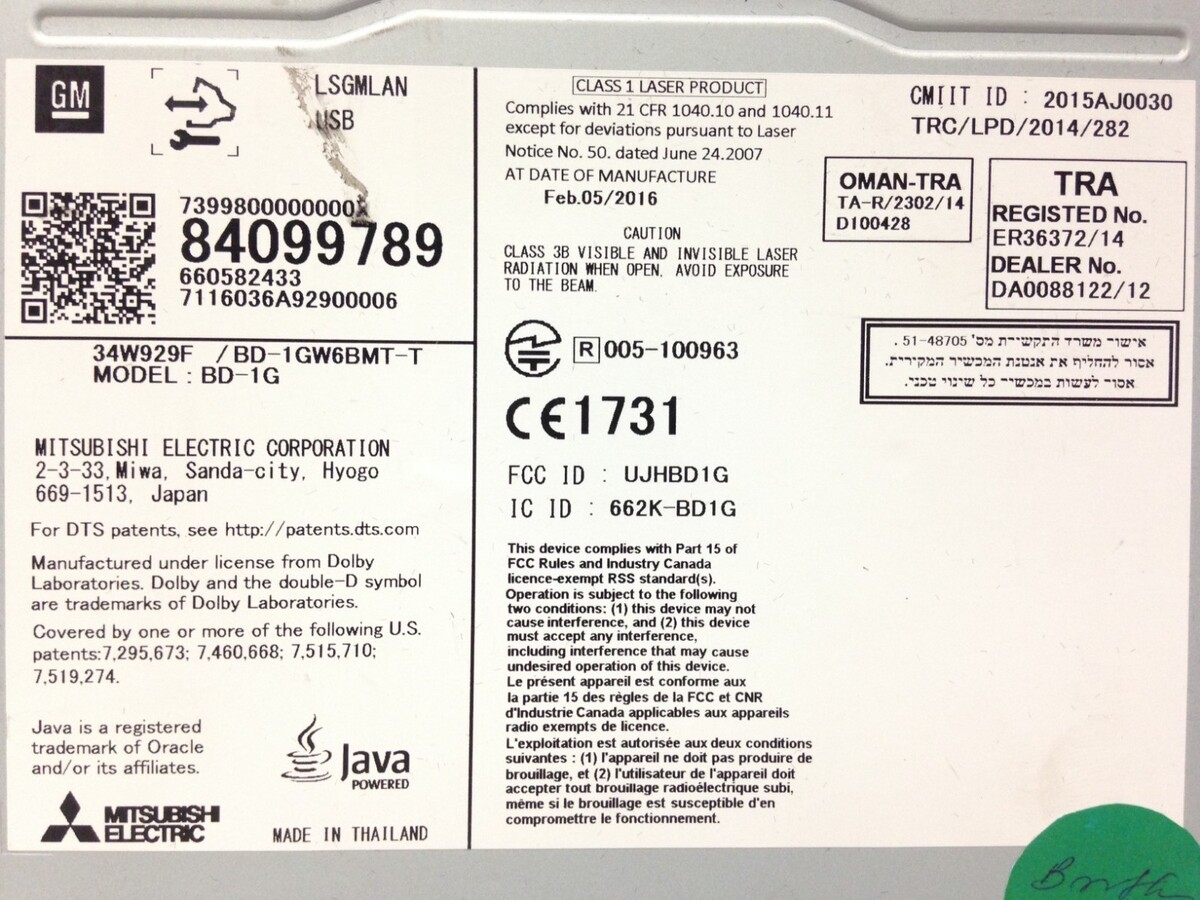 GM
LSGMLAN
USB
7399800000000X
84099789
660582433
7116036A92900006
34W929F /BD-1GW6BMT-T
MODEL : BD-1G
MITSUBISHI ELECTRIC CORPORATION
2-3-33,Miwa, Sanda-city, Hyogo
669-1513, Japan
For DTS patents, see http://patents.dts.com
Manufactured under license from Dolby
Laboratories. Dolby and the double-D symbol
are trademarks of Dolby Laboratories.
Covered by one or more of the following U.S.
patents:7,295,673; 7,460,668; 7,515,710;
7,519,274.
Java is a registered
trademark of Oracle
and/or its affiliates.
Java
POWERED
MITSUBISHI
ELECTRIC
MADE IN THAILAND
CLASS 1 LASER PRODUCT
Complies with 21 CFR 1040.10 and 1040.11
except for deviations pursuant to Laser
Notice No. 50. dated June 24.2007
AT DATE OF MANUFACTURE
Feb.05/2016
CAUTION
CLASS 3B VISIBLE AND INVISIBLE LASER
RADIATION WHEN OPEN. AVOID EXPOSURE
TO THE BEAM.
R 005-100963
CE1731
FCC ID : UJHBD1G
IC ID : 662K-BD1G
This device complies with Part 15 of
FCC Rules and Industry Canada
licence-exempt RSS standard(s).
Operation is subject to the following
two conditions: (1) this device may not
cause interference, and (2) this device
must accept any interference,
including interference that may cause
undesired operation of this device.
Le présent appareil est conforme aux
la partie 15 des règles de la FCC et CNR
d'Industrie Canada applicables aux appareils
radio exempts de licence.
L'exploitation est autorisée aux deux conditions
suivantes : (1) l'appareil ne doit pas produire de
brouillage, et (2) l'utilisateur de l'appareil doit
accepter tout brouillage radioélectrique subi,
même si le brouillage est susceptible d'en
compromettre le fonctionnement.
CMIIT ID : 2015AJ0030
TRC/LPD/2014/282
OMAN-TRA
TA-R/2302/14
D100428
TRA
REGISTERED No.
ER36372/14
DEALER No.
DA0088122/12
אישור משרד התקשורת מס' 51-48705 .
אסור להחליף את אנטנת המכשיר המקורית.
אסור לעשות במכשיר כל שינוי טכני.